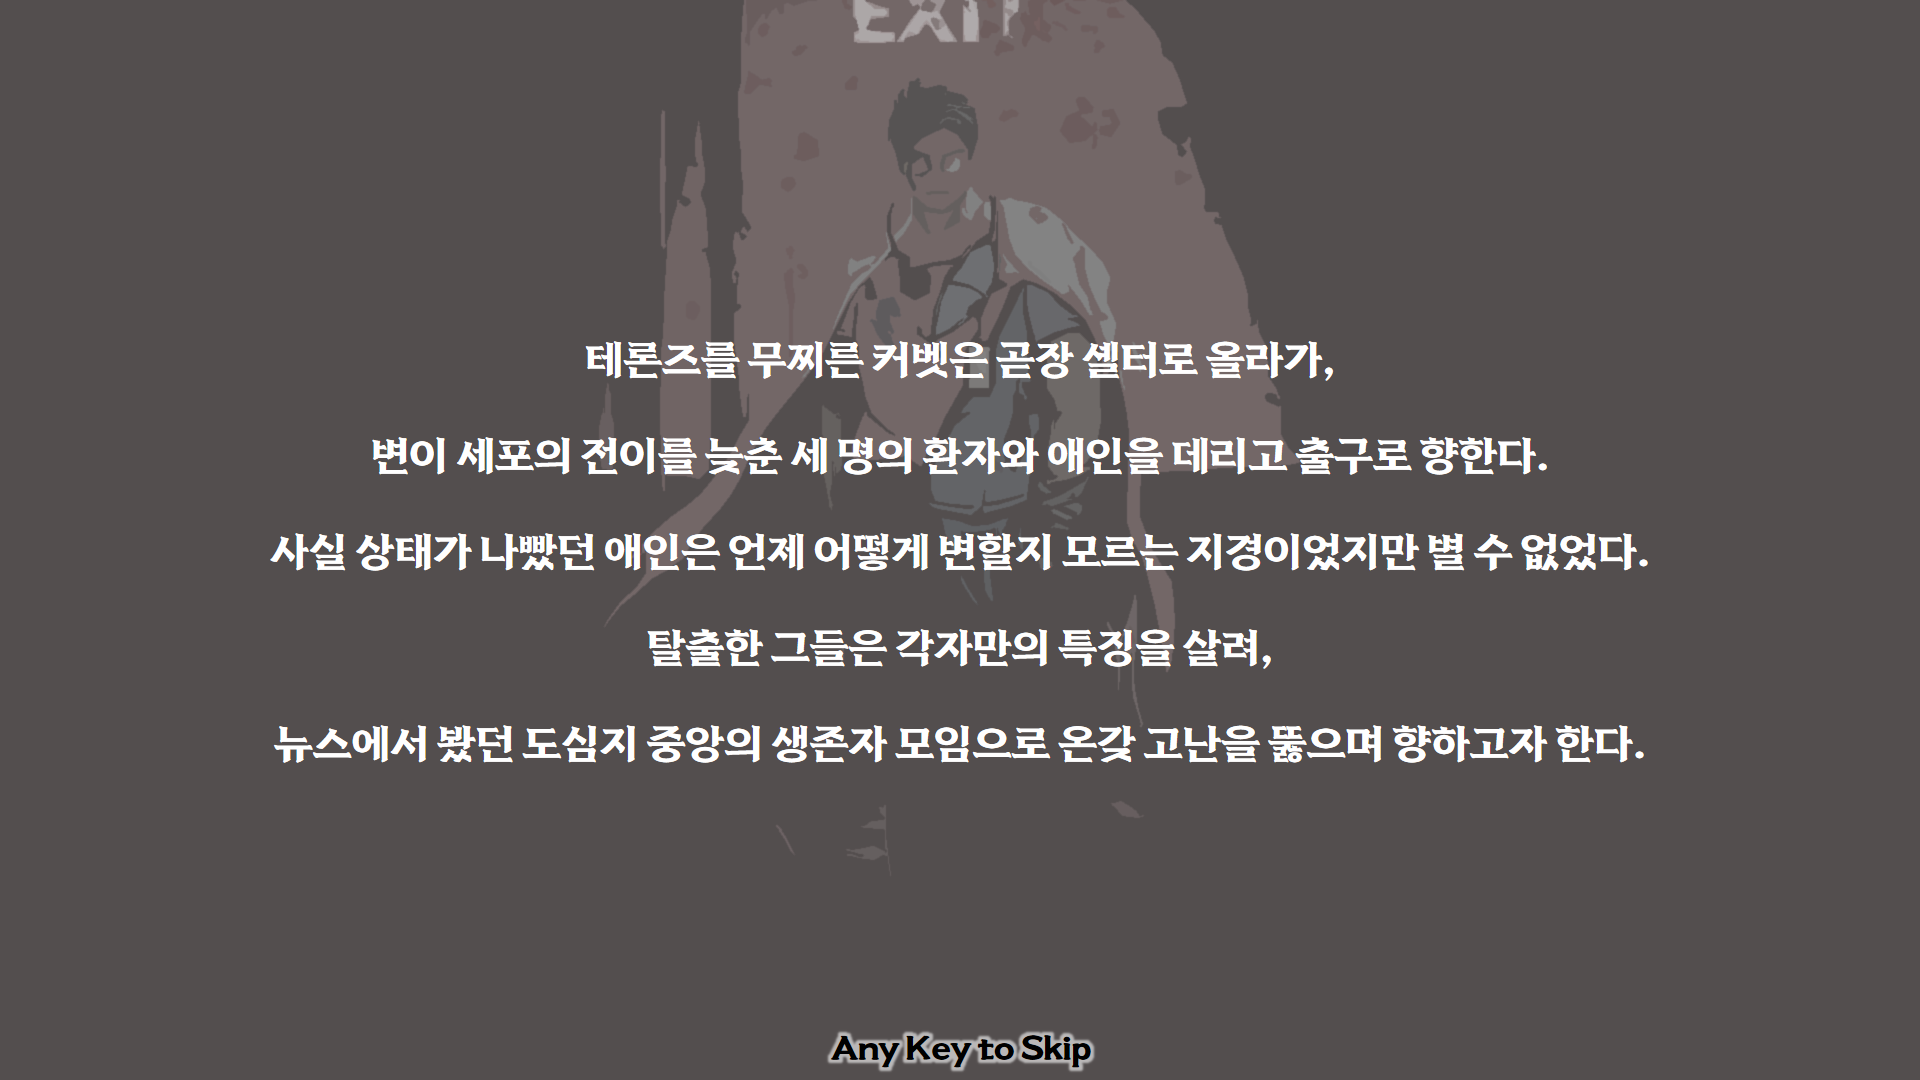 EXIT
테론즈를 무찌른 커벳은 곧장 셸터로 올라가,
변이 세포의 전이를 늦춘 세 명의 환자와 애인을 데리고 출구로 향한다.
사실 상태가 나빴던 애인은 언제 어떻게 변할지 모르는 지경이었지만 별 수 없었다.
탈출한 그들은 각자만의 특징을 살려,
뉴스에서 봤던 도심지 중앙의 생존자 모임으로 온갖 고난을 뚫으며 향하고자 한다.
Any Key to Skip